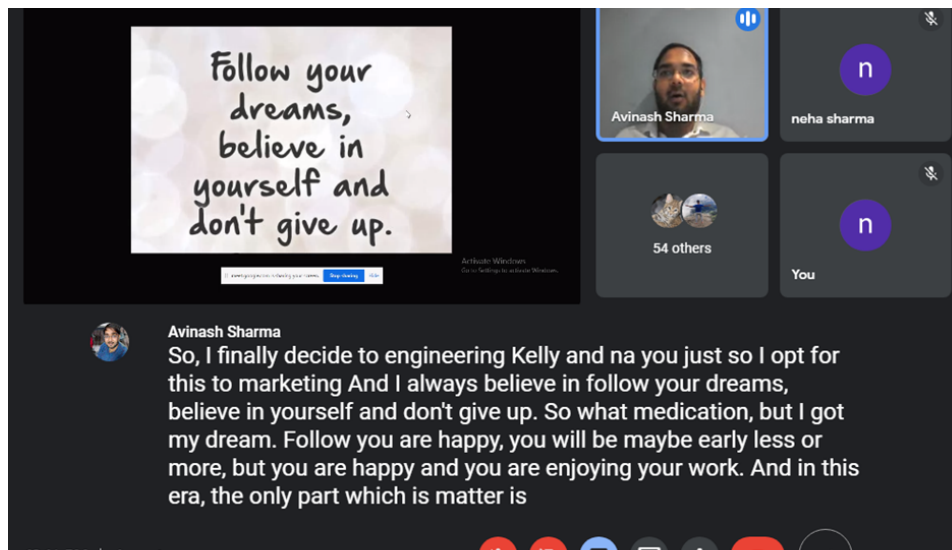 Follow your
dreams,
believe in
yourself and
don't give up.
Stop sharing
Hide
Activate Windows
Go to Settings to activate Windows.
Avinash Sharma
n
neha sharma
54 others
n
You
Avinash Sharma
So, I finally decide to engineering Kelly and na you just so I opt for
this to marketing And I always believe in follow your dreams,
believe in yourself and don't give up. So what medication, but I got
my dream. Follow you are happy, you will be maybe early less or
more, but you are happy and you are enjoying your work. And in this
era, the only part which is matter is